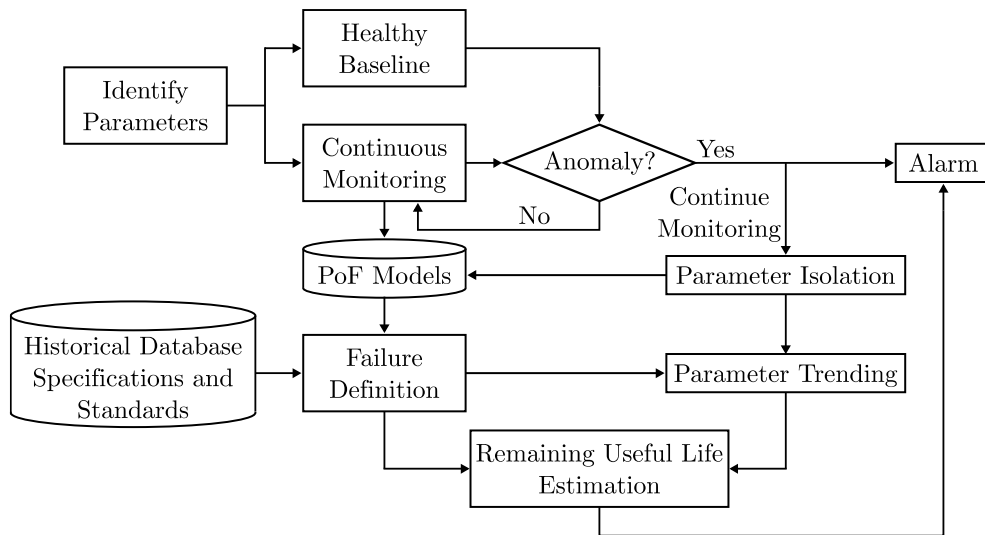 Healthy
Baseline
Identify
Parameters
Continuous
Monitoring
Anomaly?
Yes
Alarm
No
Continue
Monitoring
PoF Models
Parameter Isolation
Historical Database
Specifications and
Standards
Failure
Definition
Parameter Trending
Remaining Useful Life
Estimation